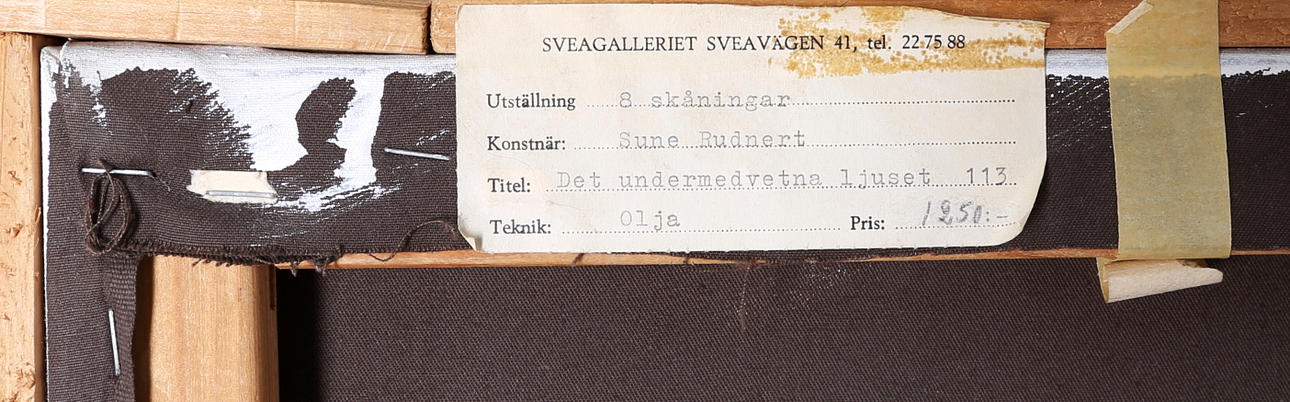 SVEAGALLERIET SVEAVÄGEN 41, tel. 22 75 88
Utställning 8 skåningar
Konstnär: Sune Rudnert
Titel: Det undermedvetna ljuset 113
Teknik: Olja Pris: 1250:-